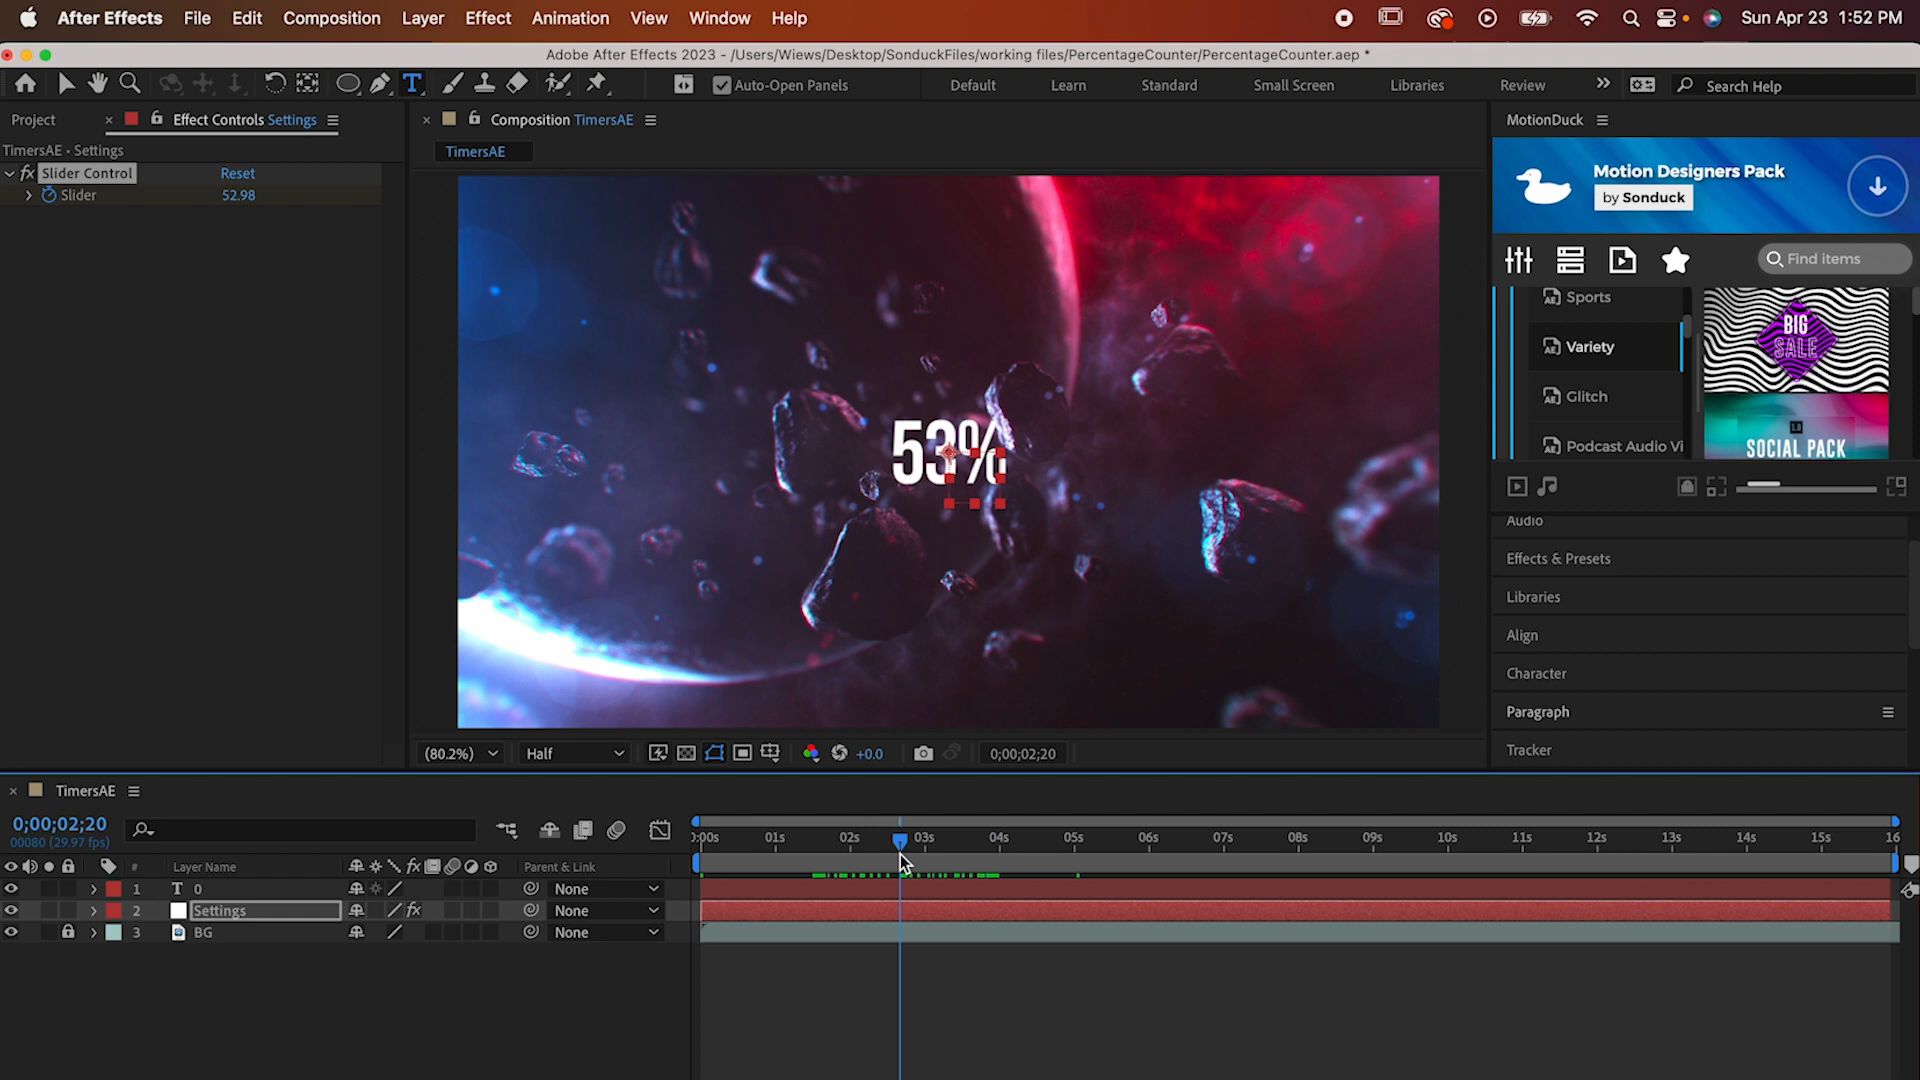 After Effects File Edit Composition Layer Effect Animation View Window Help Sun Apr 23 1:52 PM
Adobe After Effects 2023 - /Users/Wiews/Desktop/SonduckFiles/working files/PercentageCounter/PercentageCounter.aep *
Auto-Open Panels Default Learn Standard Small Screen Libraries Review Search Help
Project Effect Controls Settings
TimersAE • Settings
fx Slider Control Reset
Slider 52.98
Composition TimersAE
TimersAE
53%
(80.2%) Half +0.0 0;00;02;20
MotionDuck
Motion Designers Pack
by Sonduck
Find items
Sports
Variety
Glitch
Podcast Audio Vi
BIG
SALE
SOCIAL PACK
Audio
Effects & Presets
Libraries
Align
Character
Paragraph
Tracker
TimersAE
0;00;02;20
00080 (29.97 fps)
):00s 01s 02s 03s 04s 05s 06s 07s 08s 09s 10s 11s 12s 13s 14s 15s 16
# Layer Name fx Parent & Link
1 T 0 None
2 Settings fx None
3 BG None